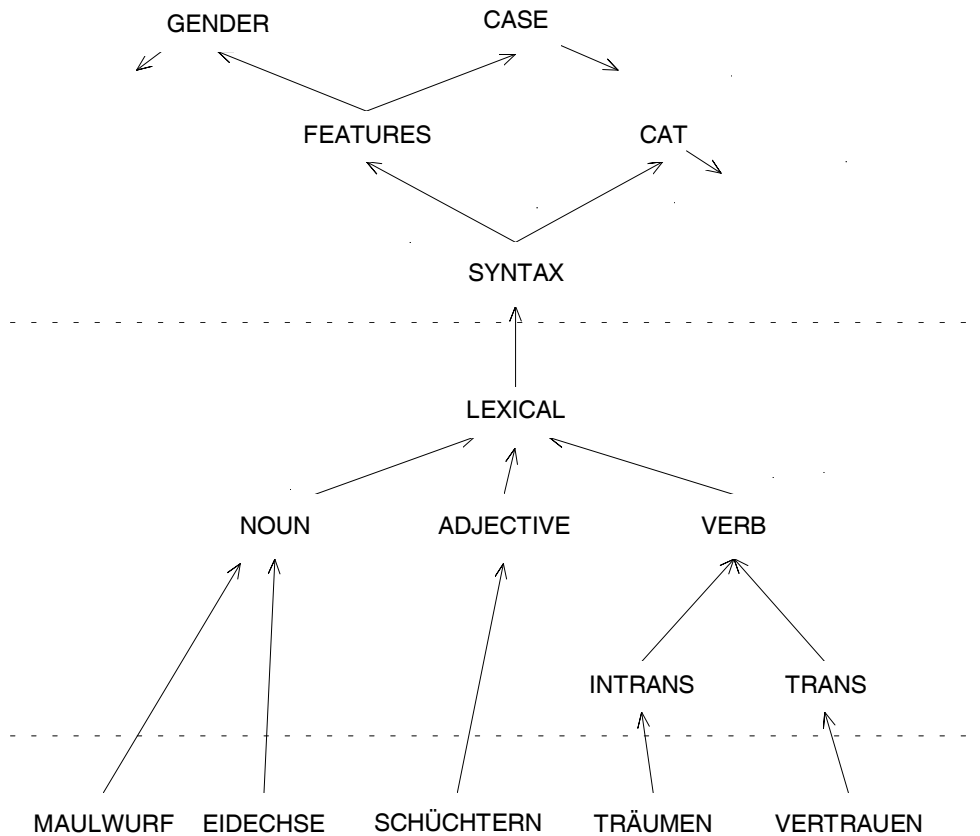 GENDER CASE
FEATURES CAT
SYNTAX
LEXICAL
NOUN ADJECTIVE VERB
INTRANS TRANS
MAULWURF EIDECHSE SCHÜCHTERN TRÄUMEN VERTRAUEN